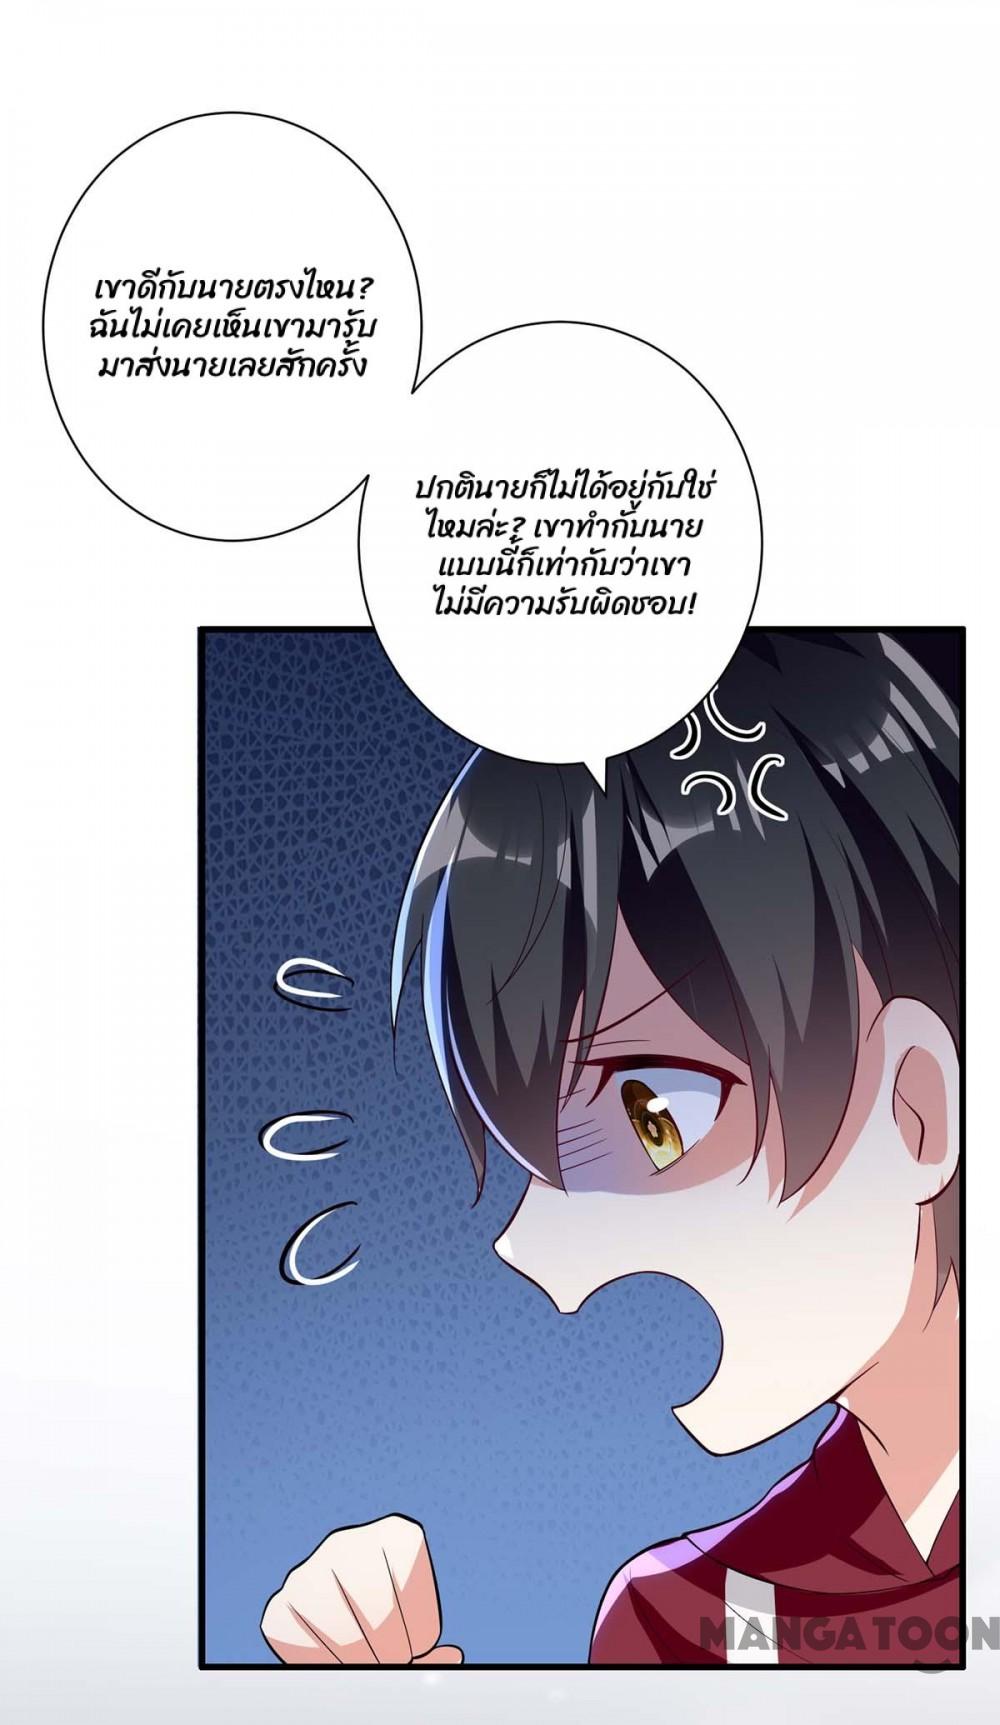 เขาดีกับนายตรงไหน?
ฉันไม่เคยเห็นเขามารับ
มาส่งนายเลยสักครั้ง
ปกตินายก็ไม่ได้อยู่กับใช่
ไหมล่ะ? เขาทำกับนาย
แบบนี้ก็เท่ากับว่าเขา
ไม่มีความรับผิดชอบ!
MANGATOON